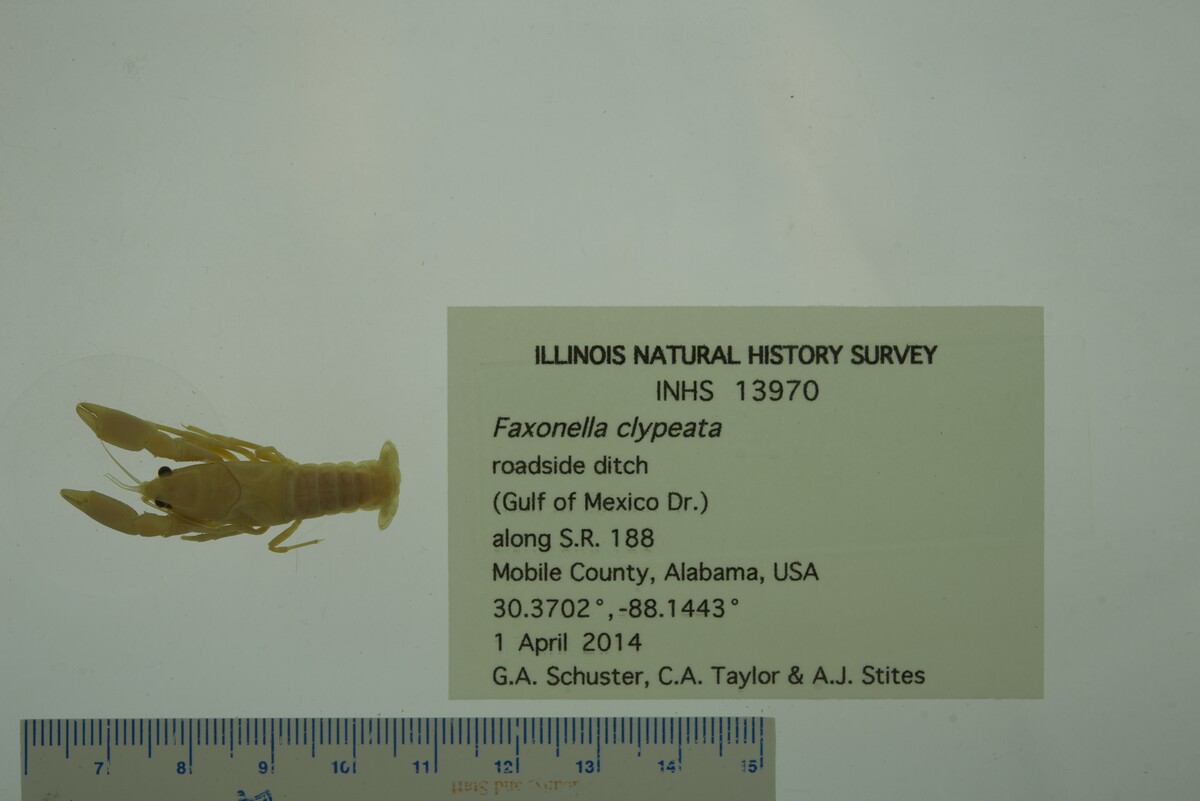 ILLINOIS NATURAL HISTORY SURVEY
INHS 13970
Faxonella clypeata
roadside ditch
(Gulf of Mexico Dr.)
along S.R. 188
Mobile County, Alabama, USA
30.3702°,-88.1443°
1 April 2014
G.A. Schuster, C.A. Taylor & A.J. Stites
7 8 9 10 11 12 13 14 15